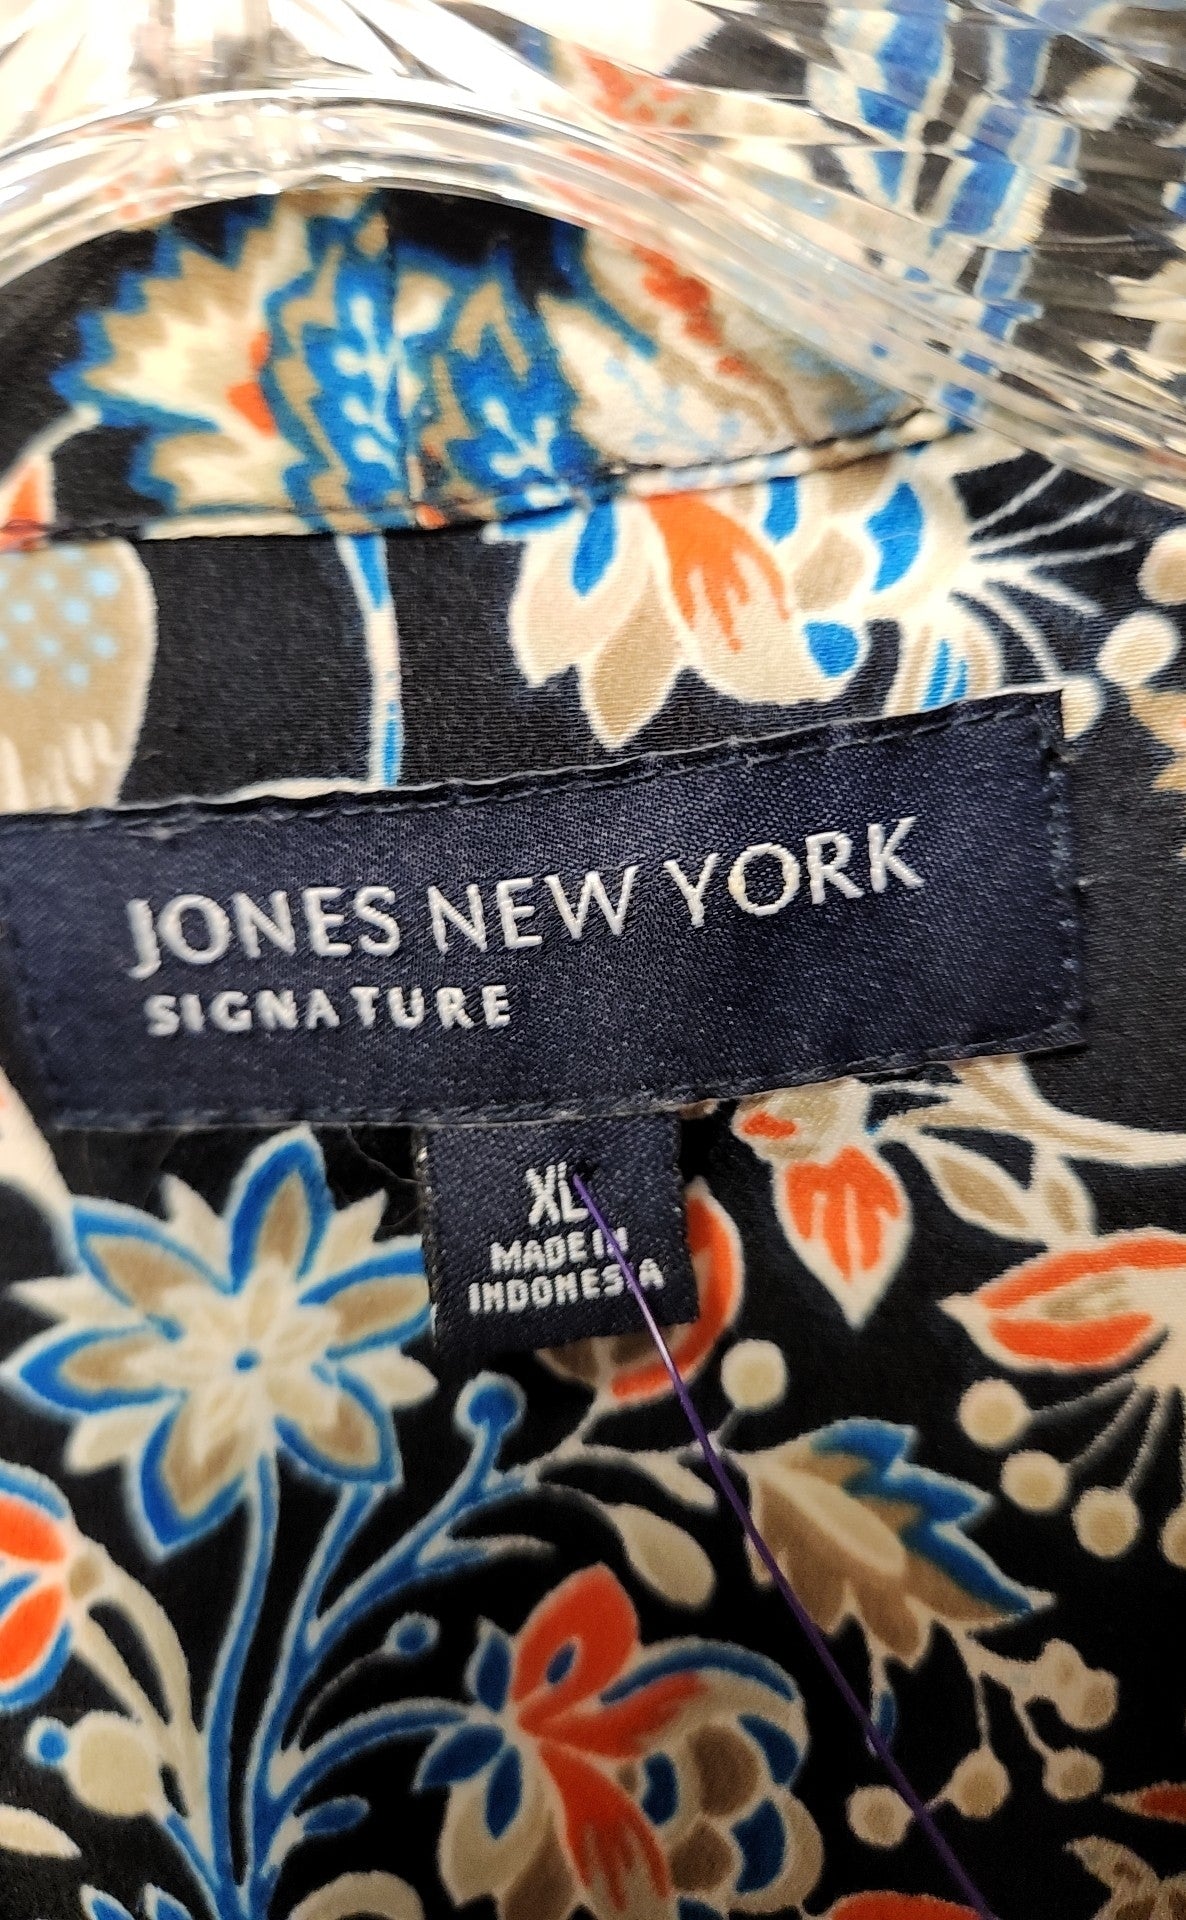 JONES NEW YORK
SIGNATURE
XL
MADE IN
INDONESIA